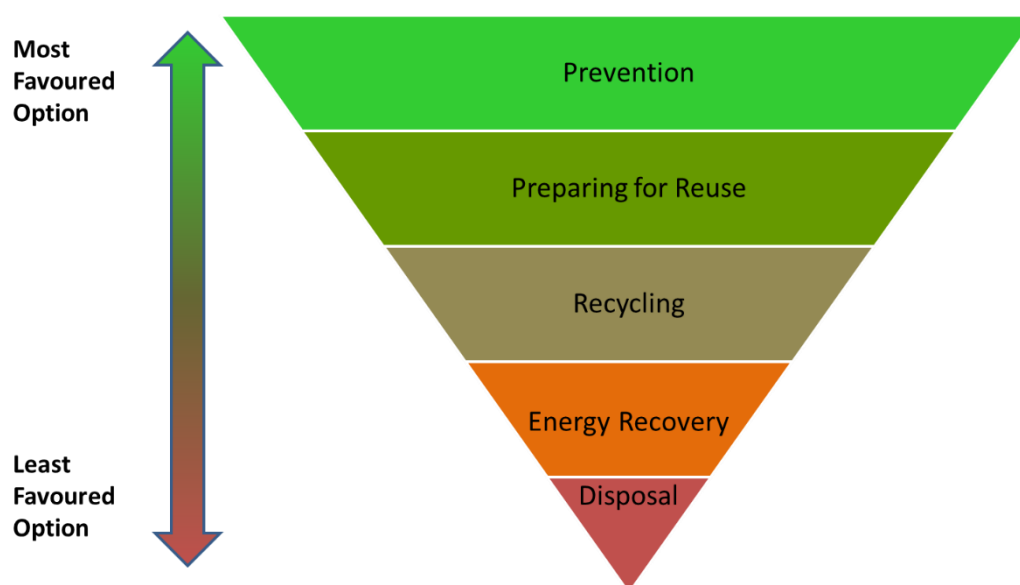 Most
Favoured
Option
Prevention
Preparing for Reuse
Recycling
Energy Recovery
Least
Favoured
Option
Disposal